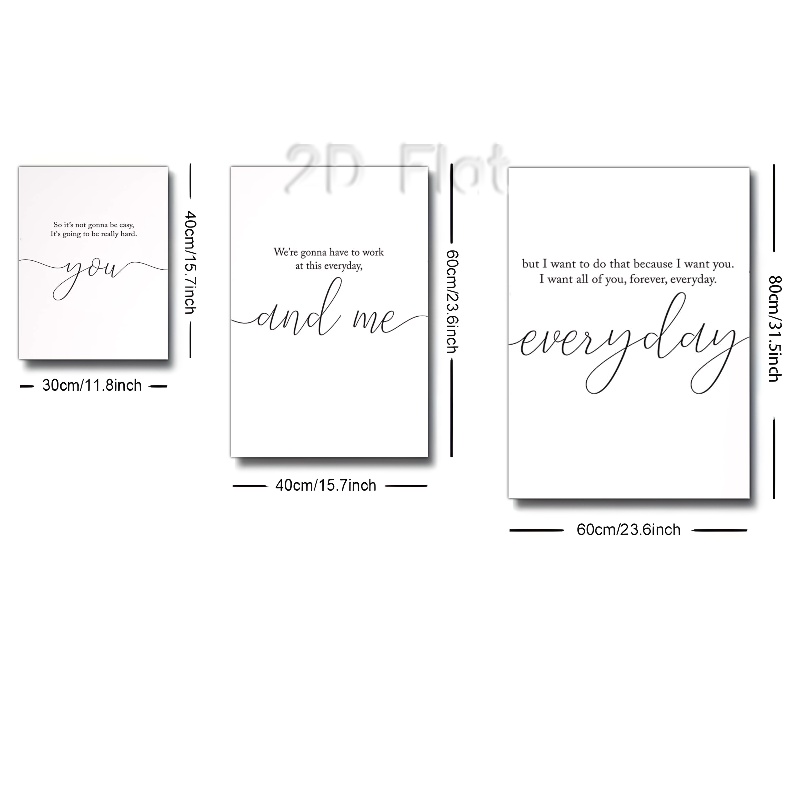 2D Flat
So it's not gonna be easy,
It's going to be really hard.
you
40cm/15.7inch
30cm/11.8inch
We're gonna have to work
at this everyday,
and me
60cm/23.6inch
40cm/15.7inch
but I want to do that because I want you.
I want all of you, forever, everyday.
everyday
80cm/31.5inch
60cm/23.6inch